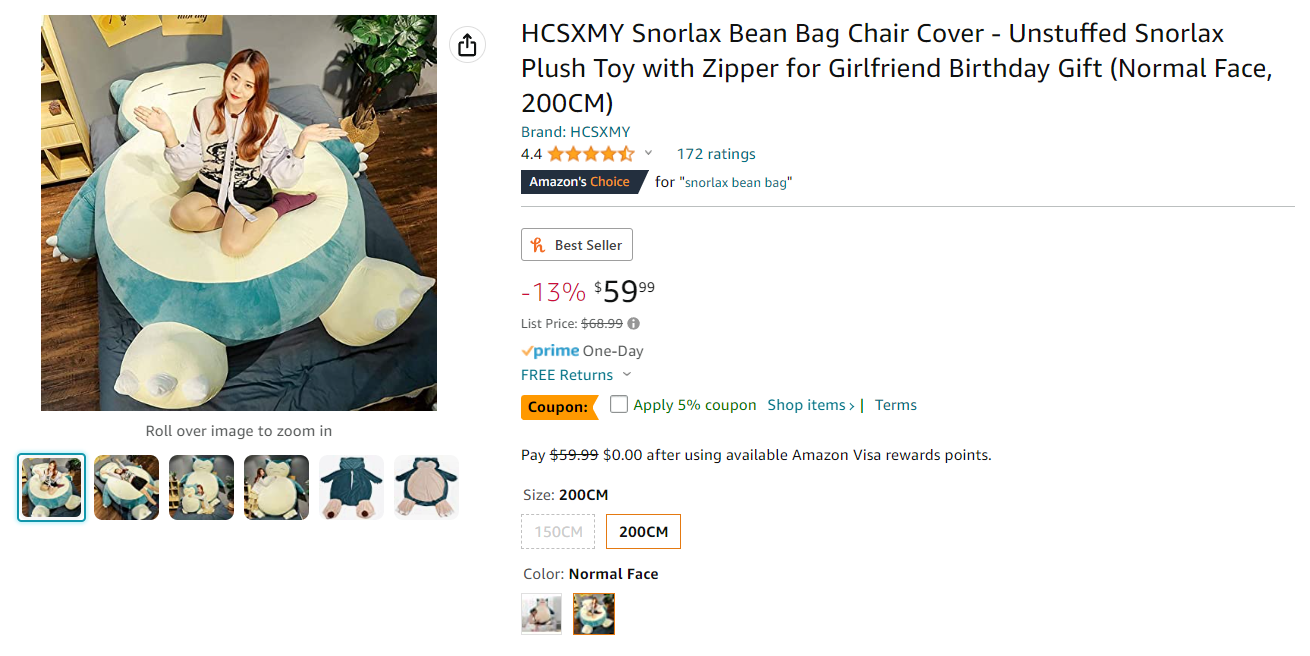 HCSXMY Snorlax Bean Bag Chair Cover - Unstuffed Snorlax
Plush Toy with Zipper for Girlfriend Birthday Gift (Normal Face,
200CM)
Brand: HCSXMY
4.4
172 ratings
Amazon's Choice for "snorlax bean bag"
Best Seller
-13% $59 99
List Price: $68.99
prime One-Day
FREE Returns
Coupon: Apply 5% coupon Shop items › | Terms
Pay $59.99 $0.00 after using available Amazon Visa rewards points.
Size: 200CM
150CM 200CM
Color: Normal Face
Roll over image to zoom in